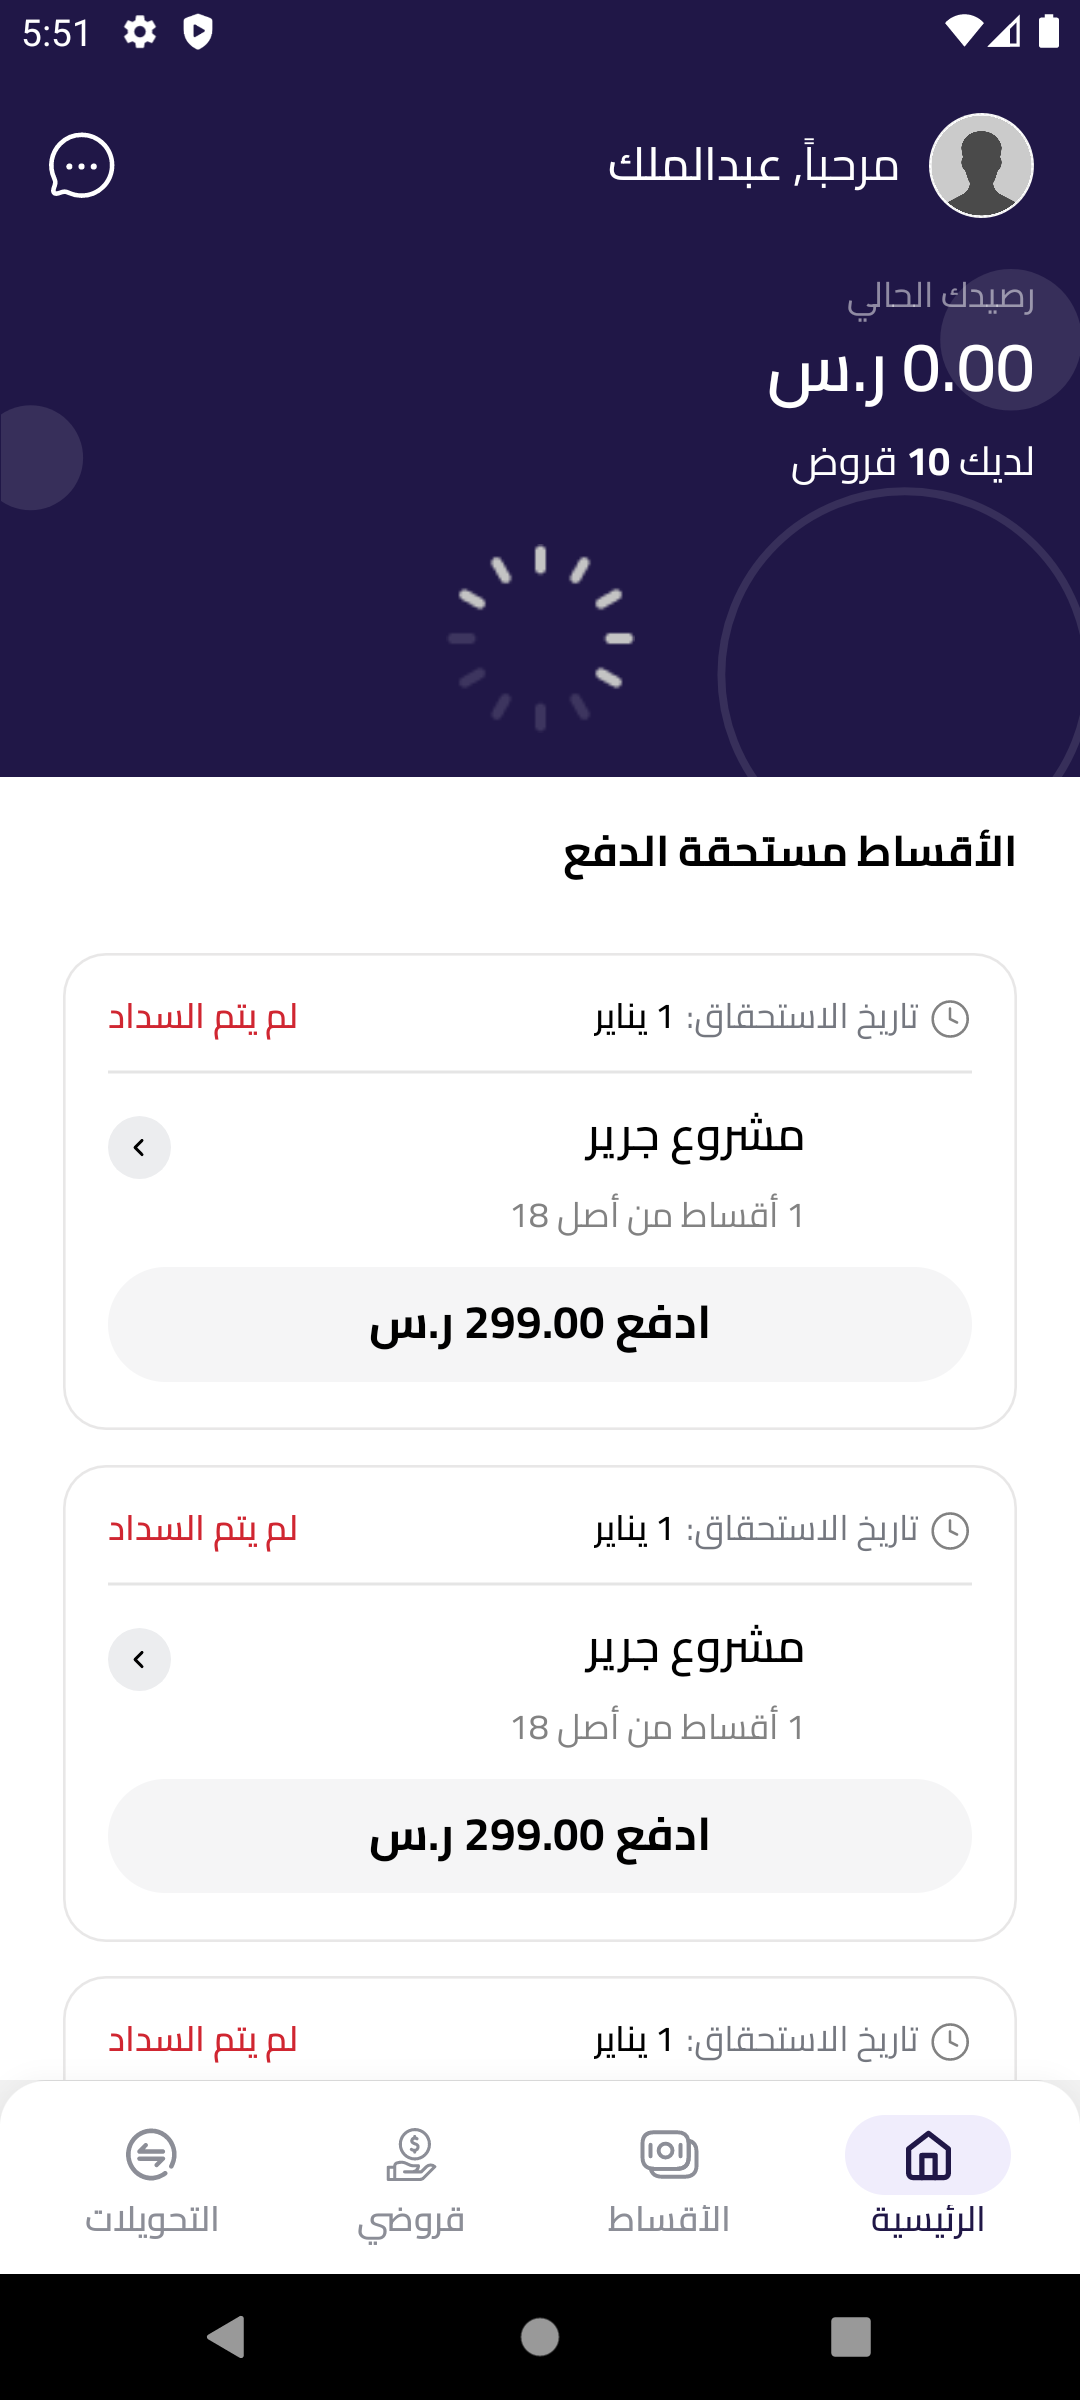 5:51
مرحباً, عبدالملك
رصيدك الحالي
0.00 ر.س
لديك 10 قروض
الأقساط مستحقة الدفع
تاريخ الاستحقاق: 1 يناير
لم يتم السداد
مشروع جرير
1 أقساط من أصل 18
ادفع 299.00 ر.س
تاريخ الاستحقاق: 1 يناير
لم يتم السداد
مشروع جرير
1 أقساط من أصل 18
ادفع 299.00 ر.س
تاريخ الاستحقاق: 1 يناير
لم يتم السداد
الرئيسية
الأقساط
قروضي
التحويلات